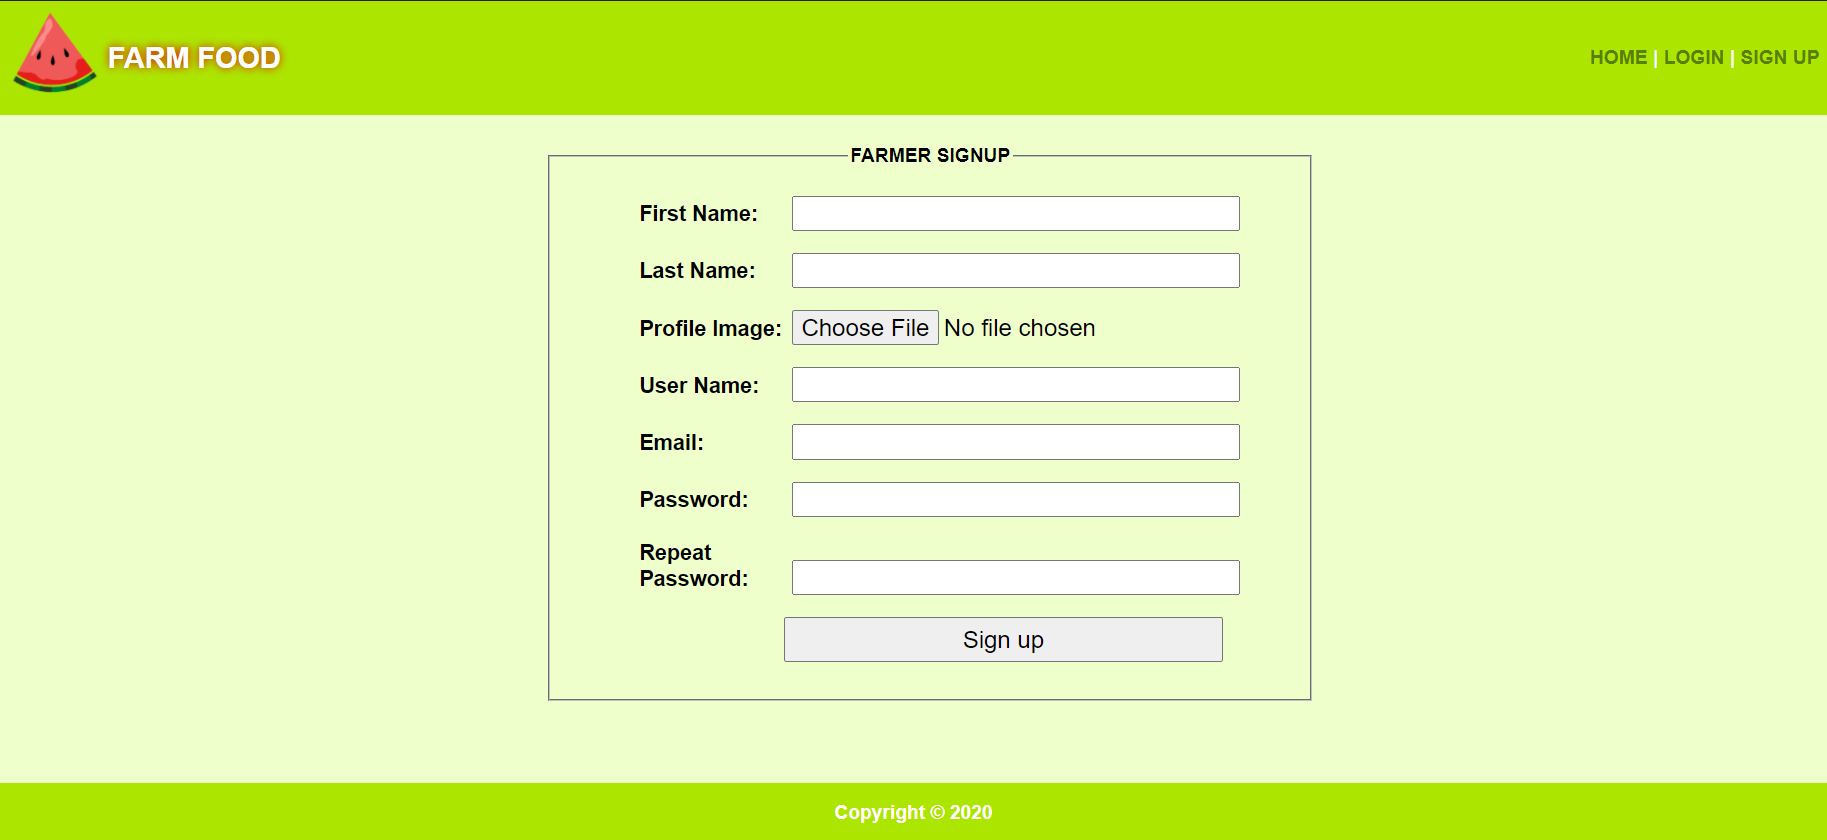 FARM FOOD
HOME | LOGIN | SIGN UP
FARMER SIGNUP
First Name:
Last Name:
Profile Image: Choose File No file chosen
User Name:
Email:
Password:
Repeat
Password:
Sign up
Copyright © 2020